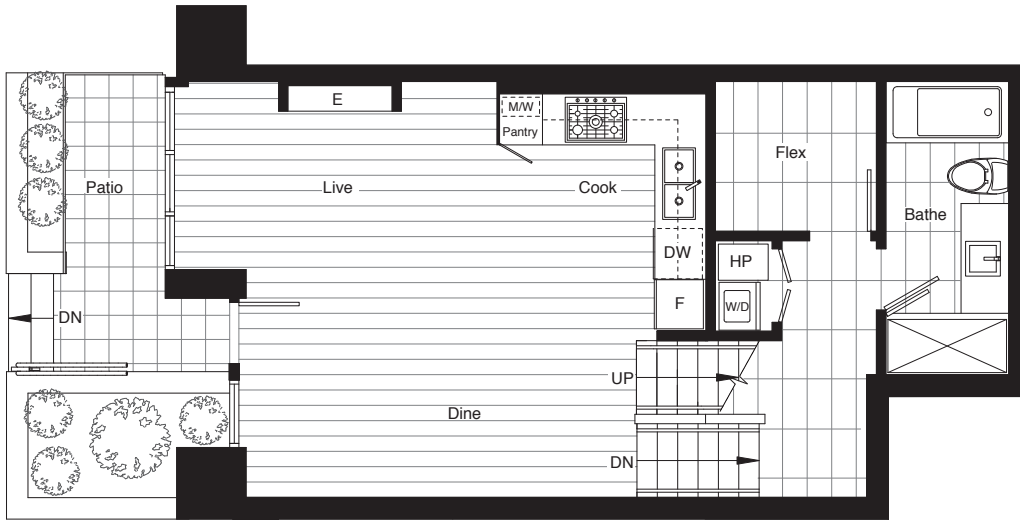 E
M/W
Pantry
Flex
Patio
Live
Cook
Bathe
DW
HP
F
W/D
DN
UP
Dine
DN